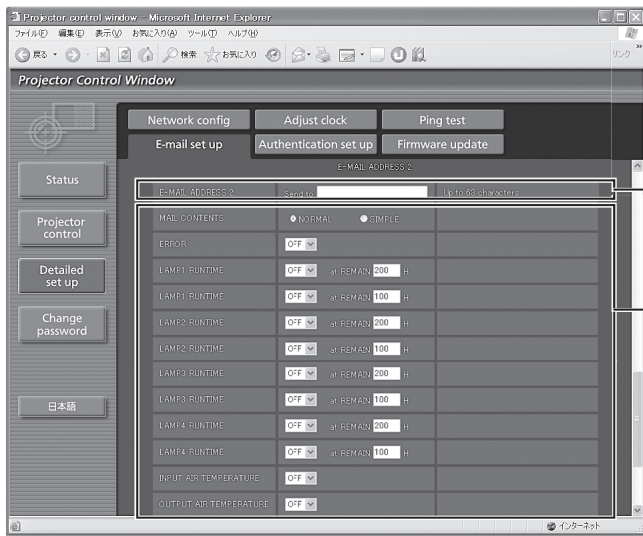 Projector control window - Microsoft Internet Explorer
ファイル(F) 編集(E) 表示(V) お気に入り(A) ツール(T) ヘルプ(H)
戻る 検索 お気に入り リンク »
Projector Control Window
Network config Adjust clock Ping test
E-mail set up Authentication set up Firmware update
Status
Projector control
Detailed set up
Change password
日本語
E-MAIL ADDRESS 2
E-MAIL ADDRESS 2 Send to Up to 63 characters
MAIL CONTENTS NORMAL SIMPLE
ERROR OFF
LAMP1 RUNTIME OFF at REMAIN 200 H
LAMP1 RUNTIME OFF at REMAIN 100 H
LAMP2 RUNTIME OFF at REMAIN 200 H
LAMP2 RUNTIME OFF at REMAIN 100 H
LAMP3 RUNTIME OFF at REMAIN 200 H
LAMP3 RUNTIME OFF at REMAIN 100 H
LAMP4 RUNTIME OFF at REMAIN 200 H
LAMP4 RUNTIME OFF at REMAIN 100 H
INPUT AIR TEMPERATURE OFF
OUTPUT AIR TEMPERATURE OFF
インターネット